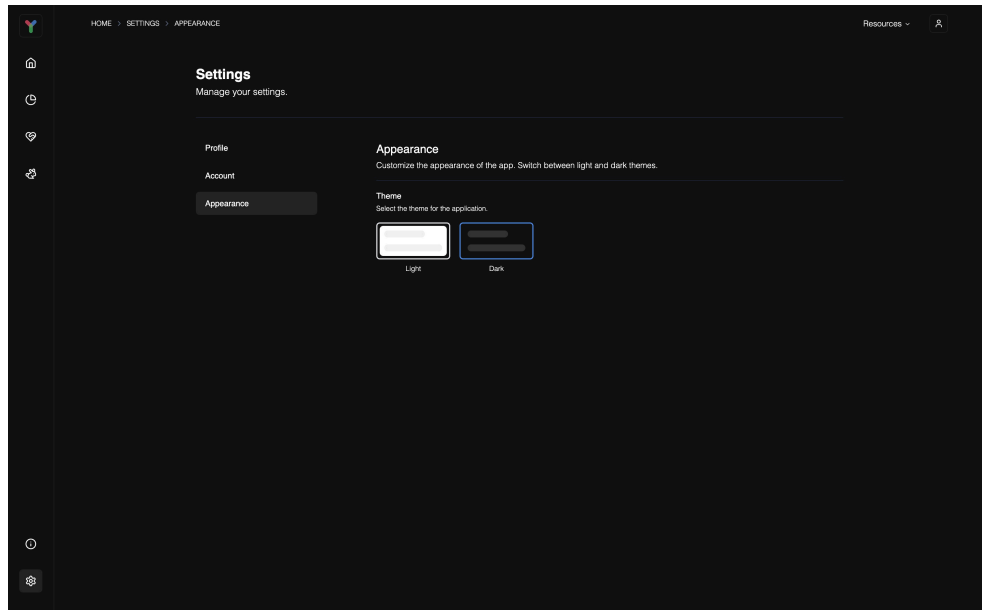 HOME > SETTINGS > APPEARANCE
Resources
Settings
Manage your settings.
Profile
Account
Appearance
Appearance
Customize the appearance of the app. Switch between light and dark themes.
Theme
Select the theme for the application.
Light
Dark